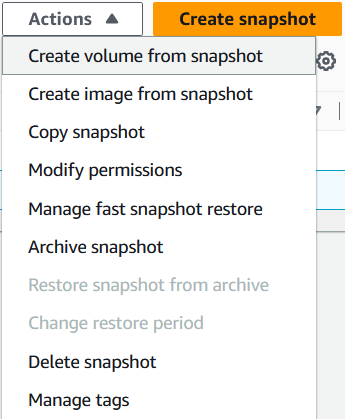 Actions
Create snapshot
Create volume from snapshot
Create image from snapshot
Copy snapshot
Modify permissions
Manage fast snapshot restore
Archive snapshot
Restore snapshot from archive
Change restore period
Delete snapshot
Manage tags